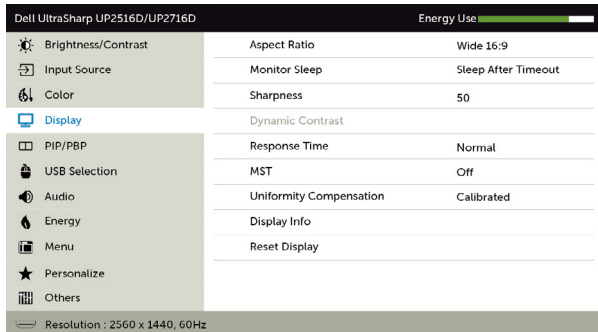 Dell UltraSharp UP2516D/UP2716D Energy Use
Brightness/Contrast Aspect Ratio Wide 16:9
Input Source Monitor Sleep Sleep After Timeout
Color Sharpness 50
Display Dynamic Contrast
PIP/PBP Response Time Normal
USB Selection MST Off
Audio Uniformity Compensation Calibrated
Energy Display Info
Menu Reset Display
Personalize
Others
Resolution : 2560 x 1440, 60Hz